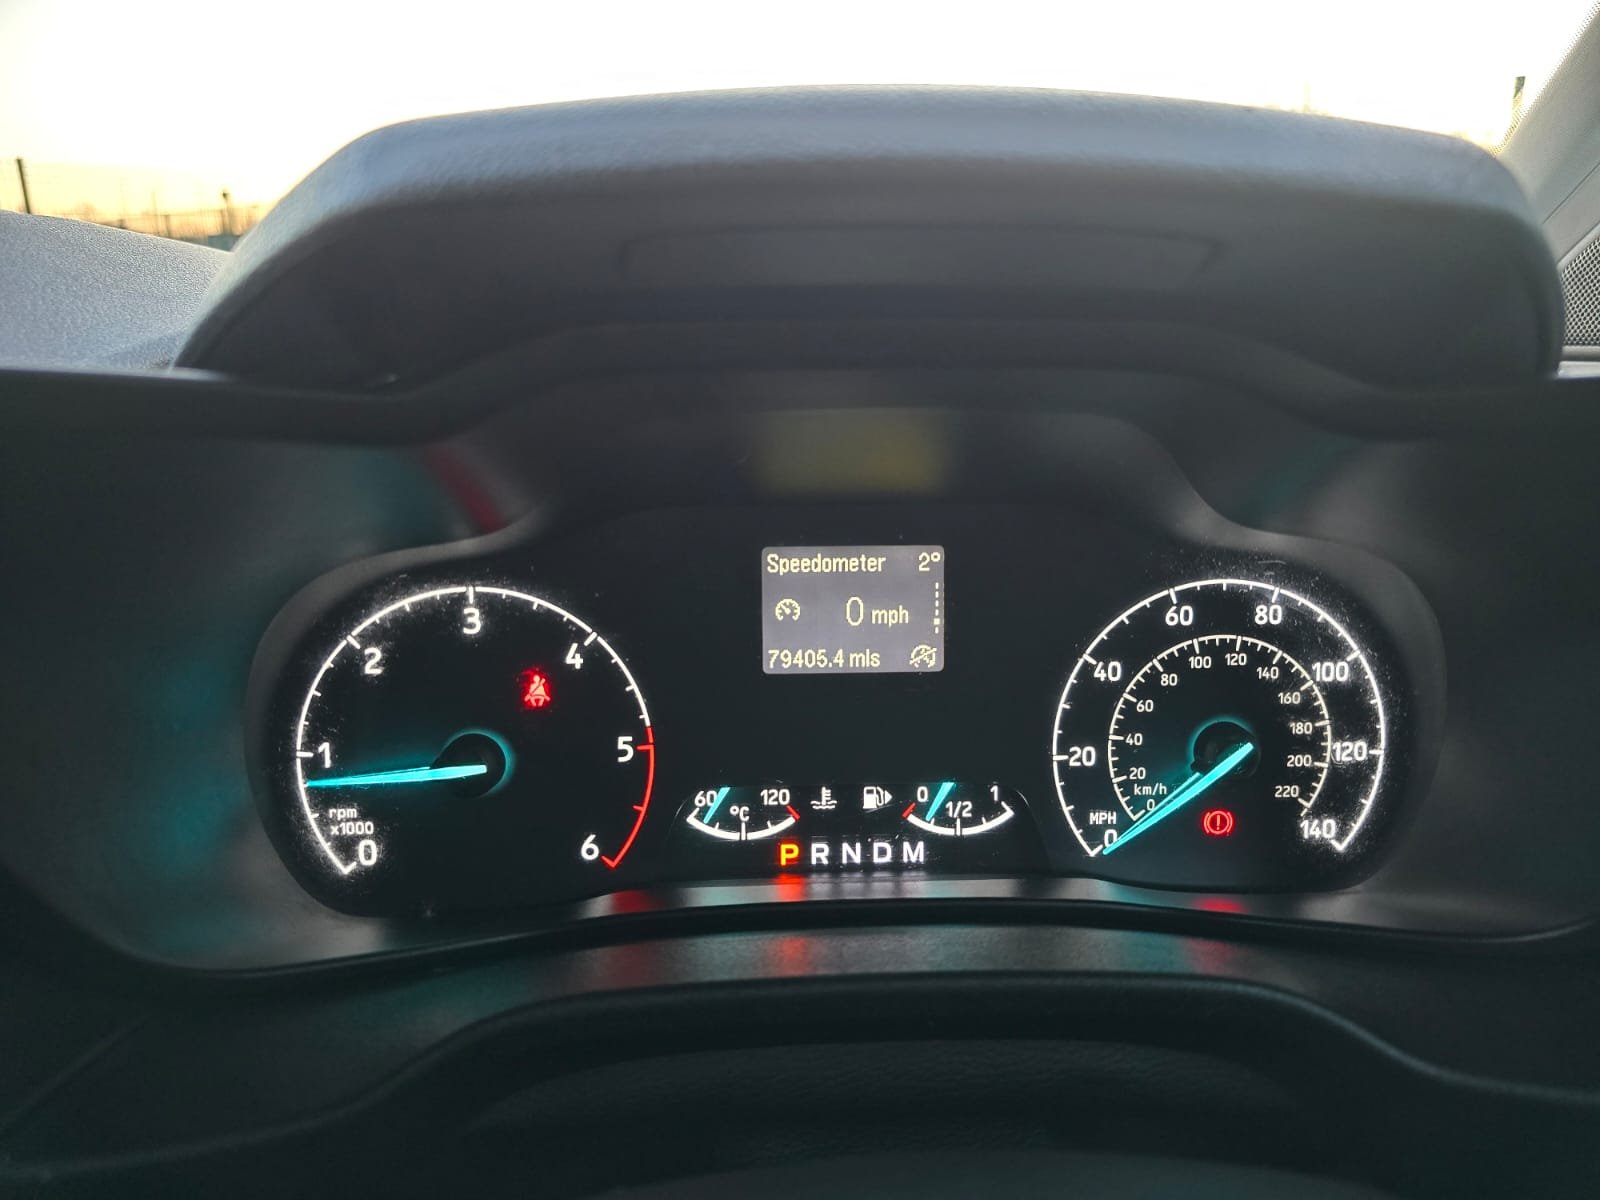 Speedometer 2°
0 mph
79405.4 mls
0 1 2 3 4 5 6
rpm
x1000
60 120
°C
0 1/2 1
P R N D M
0 20 40 60 80 100 120 140
MPH
0 20 40 60 80 100 120 140 160 180 200 220
km/h